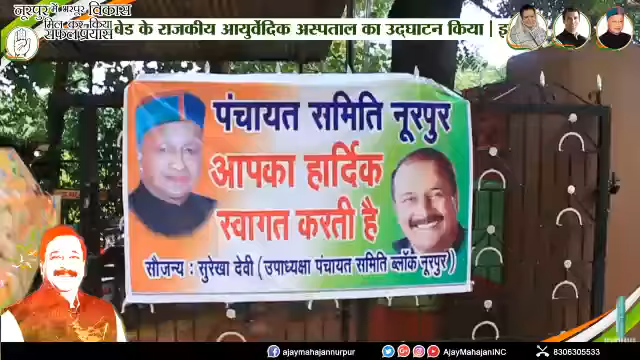 नूरपुर में भरपूर विकास
मिल कर किया
सफल प्रयास
बेड के राजकीय आयुर्वेदिक अस्पताल का उद्घाटन किया |
पंचायत समिति नूरपुर
आपका हार्दिक
स्वागत करती है
सौजन्य : सुरेखा देवी ( उपाध्यक्षा पंचायत समिति ब्लॉक नूरपुर )
ajaymahajannurpur
AjayMahajanINC
8306305533